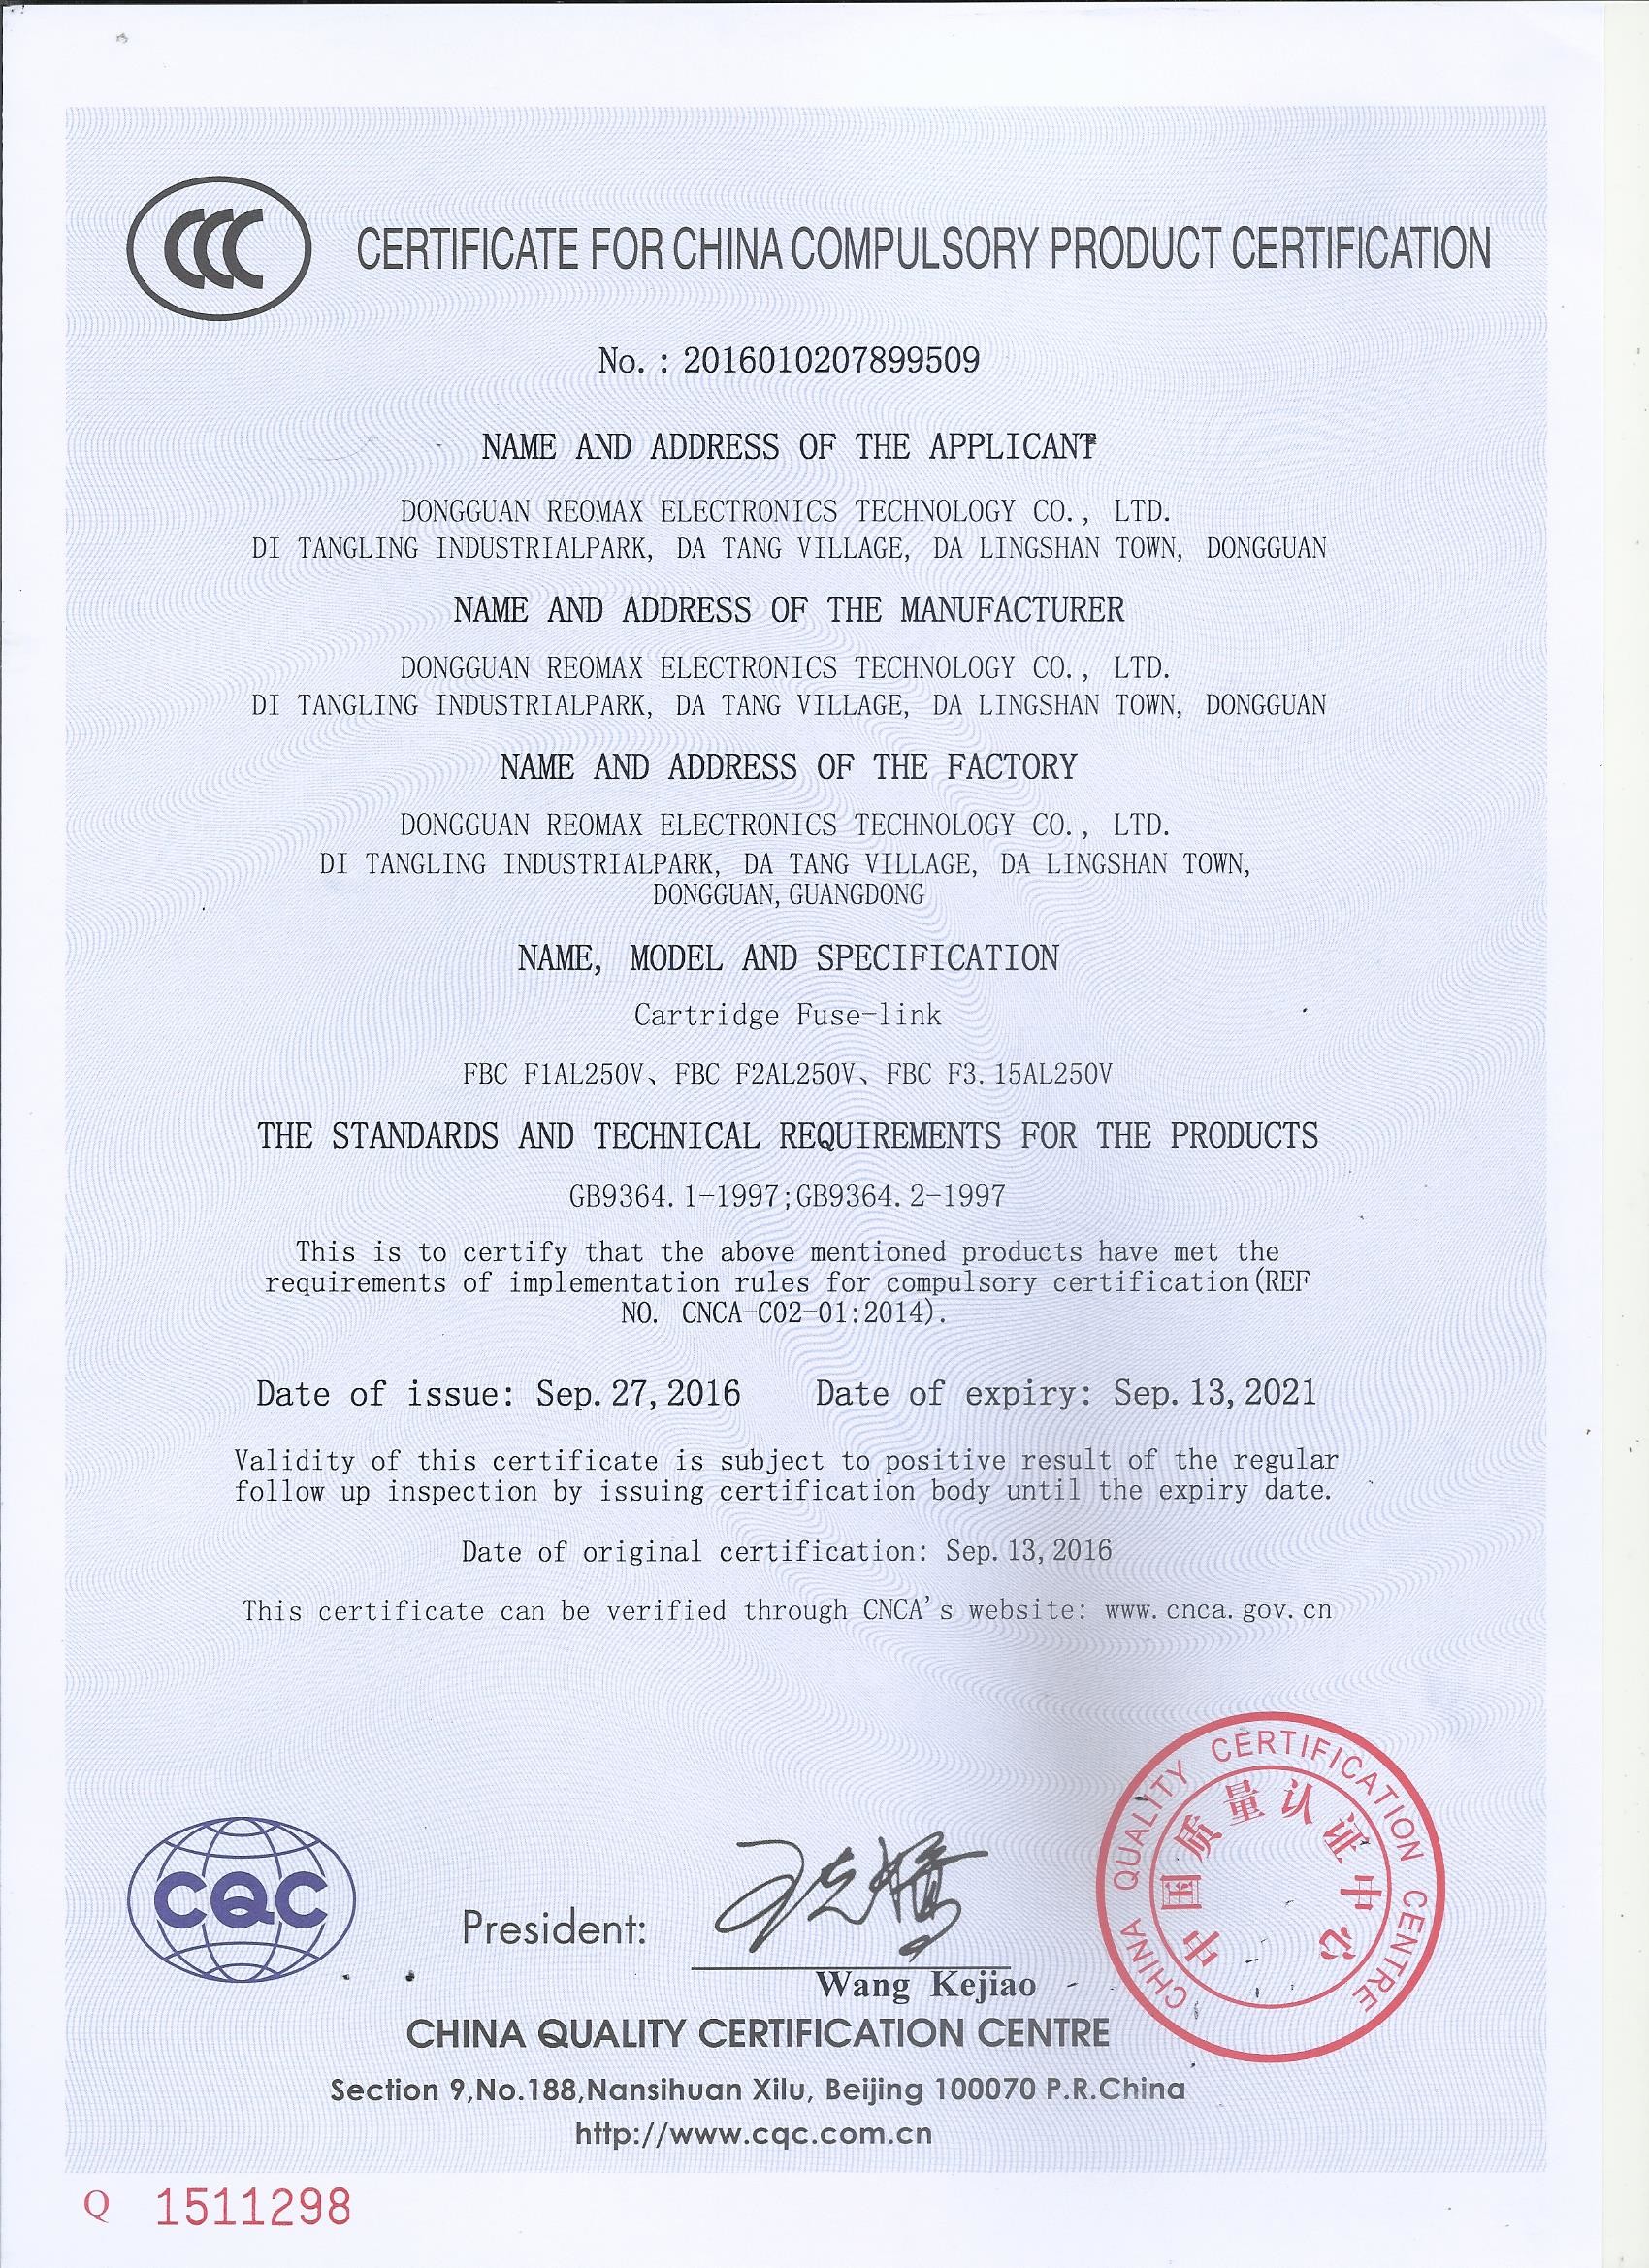 CCC CERTIFICATE FOR CHINA COMPULSORY PRODUCT CERTIFICATION
No. : 2016010207899509
NAME AND ADDRESS OF THE APPLICANT
DONGGUAN REOMAX ELECTRONICS TECHNOLOGY CO., LTD.
DI TANGLING INDUSTRIALPARK, DA TANG VILLAGE, DA LINGSHAN TOWN, DONGGUAN
NAME AND ADDRESS OF THE MANUFACTURER
DONGGUAN REOMAX ELECTRONICS TECHNOLOGY CO., LTD.
DI TANGLING INDUSTRIALPARK, DA TANG VILLAGE, DA LINGSHAN TOWN, DONGGUAN
NAME AND ADDRESS OF THE FACTORY
DONGGUAN REOMAX ELECTRONICS TECHNOLOGY CO., LTD.
DI TANGLING INDUSTRIALPARK, DA TANG VILLAGE, DA LINGSHAN TOWN,
DONGGUAN, GUANGDONG
NAME, MODEL AND SPECIFICATION
Cartridge Fuse-link
FBC F1AL250V、FBC F2AL250V、FBC F3.15AL250V
THE STANDARDS AND TECHNICAL REQUIREMENTS FOR THE PRODUCTS
GB9364.1-1997;GB9364.2-1997
This is to certify that the above mentioned products have met the
requirements of implementation rules for compulsory certification(REF
NO. CNCA-C02-01:2014).
Date of issue: Sep.27,2016 Date of expiry: Sep.13,2021
Validity of this certificate is subject to positive result of the regular
follow up inspection by issuing certification body until the expiry date.
Date of original certification: Sep.13,2016
This certificate can be verified through CNCA's website: www.cnca.gov.cn
CHINA QUALITY CERTIFICATION CENTRE
中国质量认证中心
CQC
President:
Wang Kejiao
CHINA QUALITY CERTIFICATION CENTRE
Section 9,No.188,Nansihuan Xilu, Beijing 100070 P.R.China
http://www.cqc.com.cn
Q 1511298